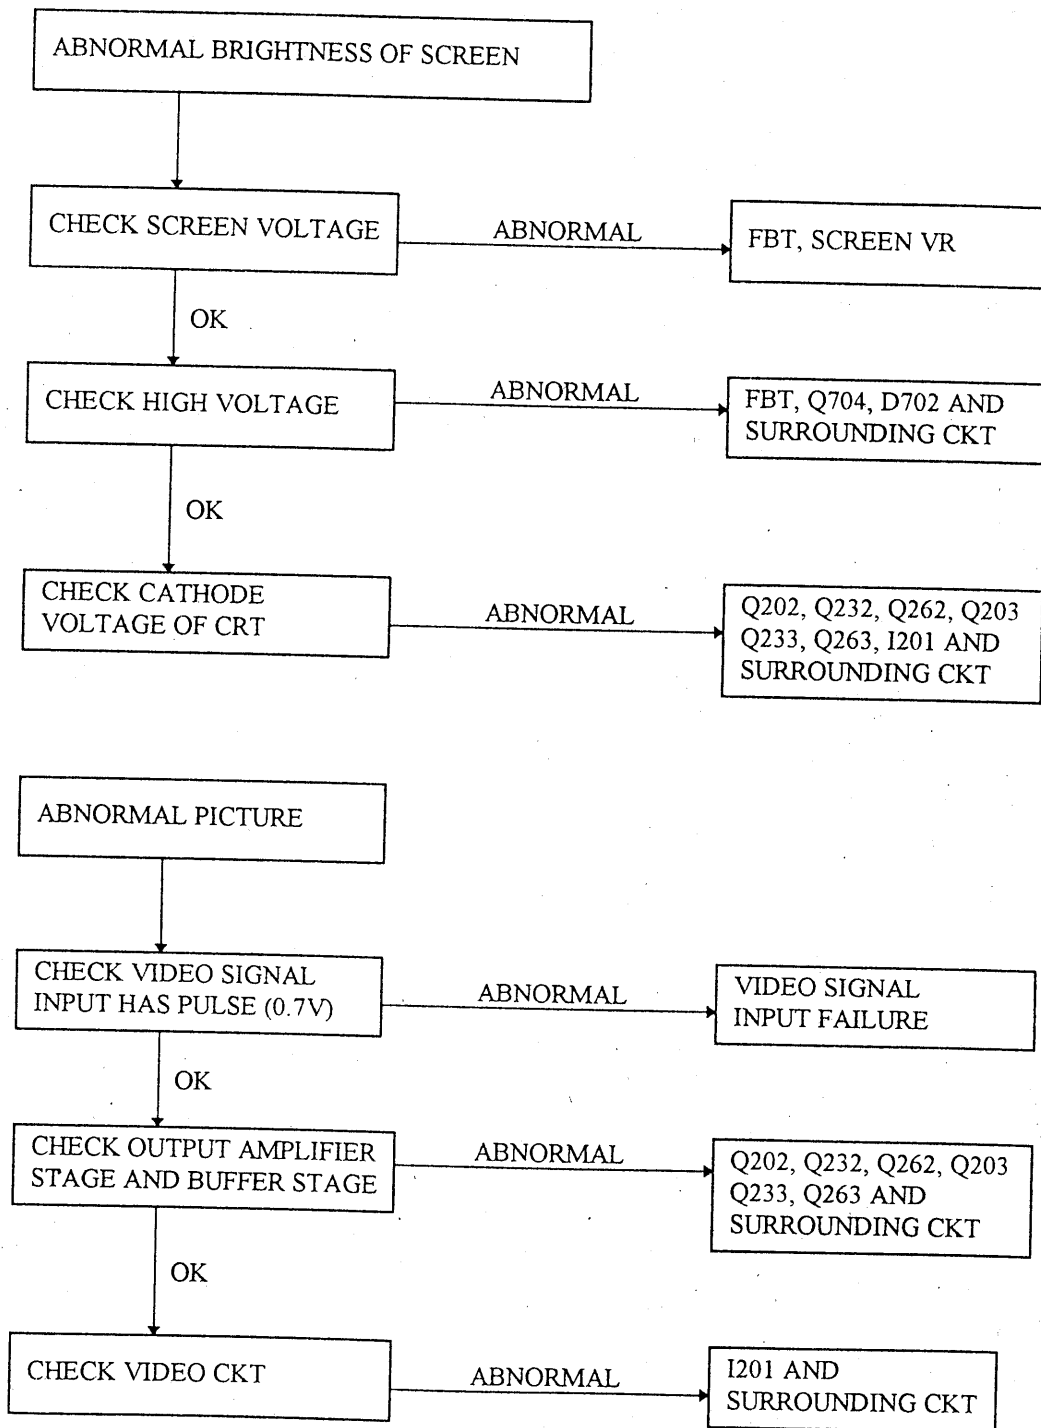 ABNORMAL BRIGHTNESS OF SCREEN
CHECK SCREEN VOLTAGE
ABNORMAL
FBT, SCREEN VR
OK
CHECK HIGH VOLTAGE
ABNORMAL
FBT, Q704, D702 AND
SURROUNDING CKT
OK
CHECK CATHODE
VOLTAGE OF CRT
ABNORMAL
Q202, Q232, Q262, Q203
Q233, Q263, I201 AND
SURROUNDING CKT
ABNORMAL PICTURE
CHECK VIDEO SIGNAL
INPUT HAS PULSE (0.7V)
ABNORMAL
VIDEO SIGNAL
INPUT FAILURE
OK
CHECK OUTPUT AMPLIFIER
STAGE AND BUFFER STAGE
ABNORMAL
Q202, Q232, Q262, Q203
Q233, Q263 AND
SURROUNDING CKT
OK
CHECK VIDEO CKT
ABNORMAL
I201 AND
SURROUNDING CKT